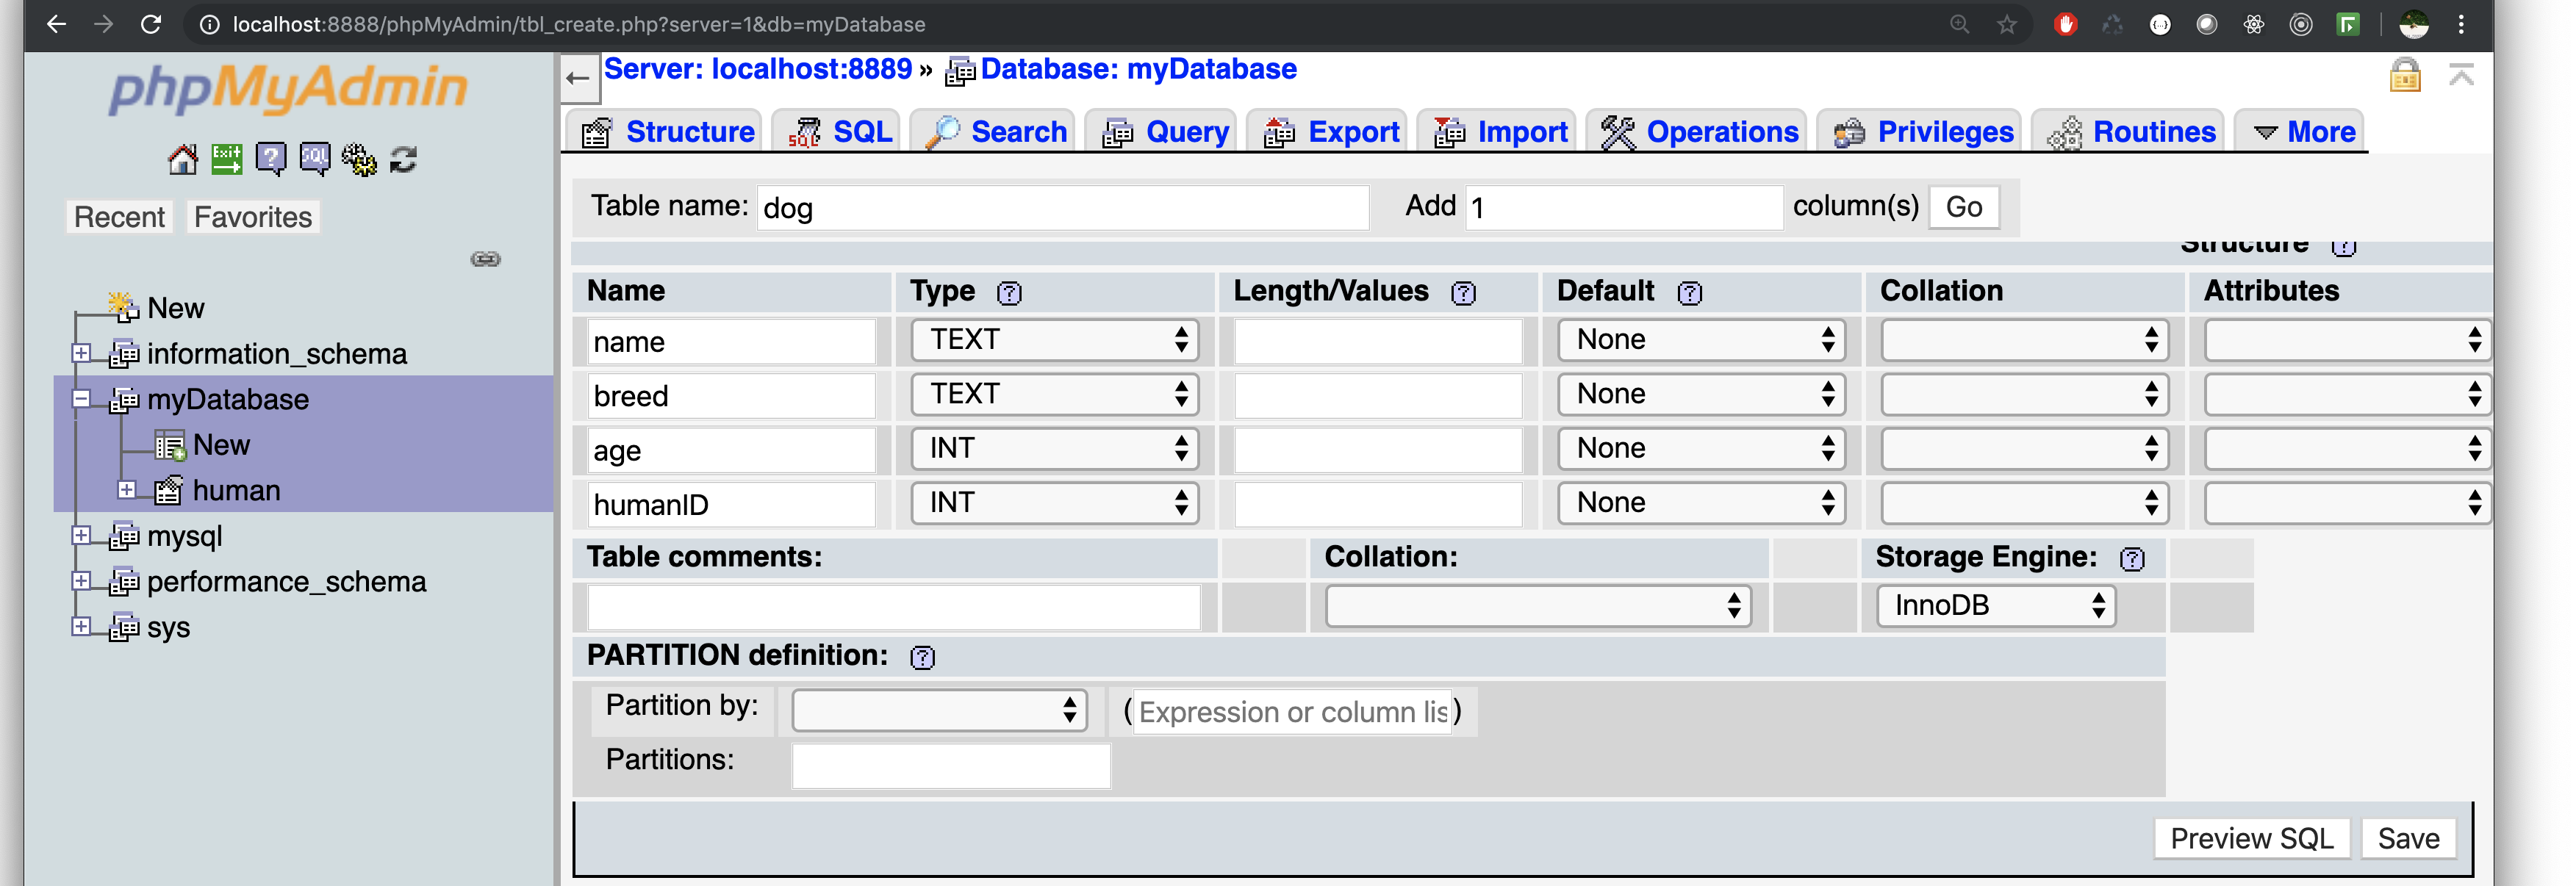 localhost:8888/phpMyAdmin/tbl_create.php?server=1&db=myDatabase
phpMyAdmin
Exit
SQL
Recent Favorites
New
information_schema
myDatabase
New
human
mysql
performance_schema
sys
Server: localhost:8889 » Database: myDatabase
Structure SQL Search Query Export Import Operations Privileges Routines More
Table name: dog Add 1 column(s) Go
Structure
Name Type Length/Values Default Collation Attributes
name TEXT None
breed TEXT None
age INT None
humanID INT None
Table comments: Collation: Storage Engine:
InnoDB
PARTITION definition:
Partition by: (Expression or column lis)
Partitions:
Preview SQL Save